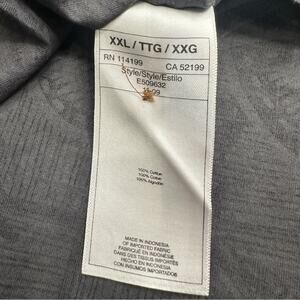 XXL / TTG / XXG
RN 114199 CA 52199
Style/Style/Estilo
E509632
100% Cotton
100% Coton
100% Algodón
MADE IN INDONESIA
OF IMPORTED FABRIC
FABRIQUÉ EN INDONÉSIE
DANS DES TISSUS IMPORTÉS
HECHO EN INDONESIA
CON INSUMOS IMPORTADOS